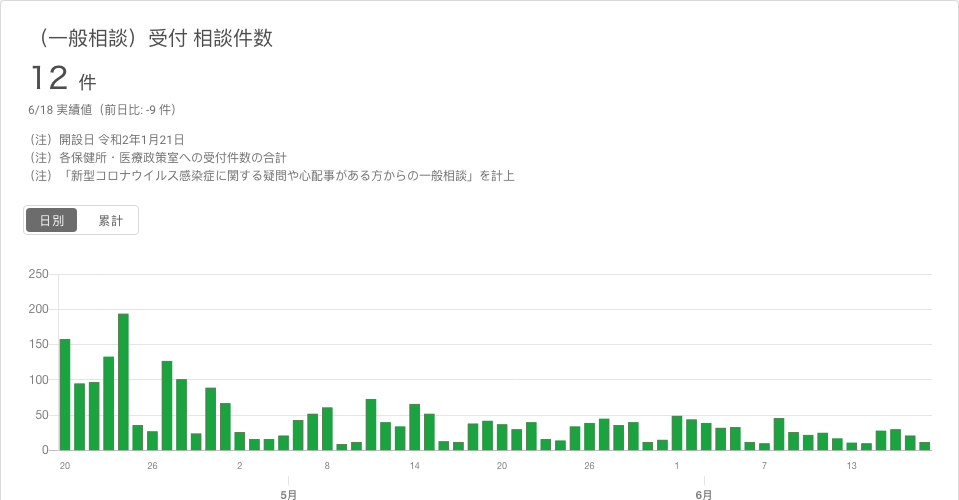 （一般相談）受付 相談件数
12 件
6/18 実績値（前日比: -9 件）
（注）開設日 令和2年1月21日
（注）各保健所・医療政策室への受付件数の合計
（注）「新型コロナウイルス感染症に関する疑問や心配事がある方からの一般相談」を計上
日別 累計
250
200
150
100
50
0
20 26 2 8 14 20 26 1 7 13
5月 6月